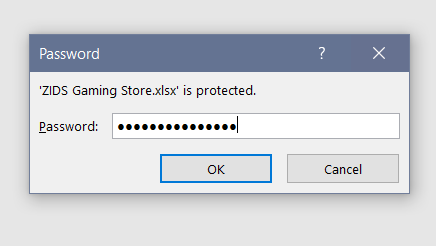 Password
'ZIDS Gaming Store.xlsx' is protected.
Password: ●●●●●●●●●●●●●●●
OK Cancel